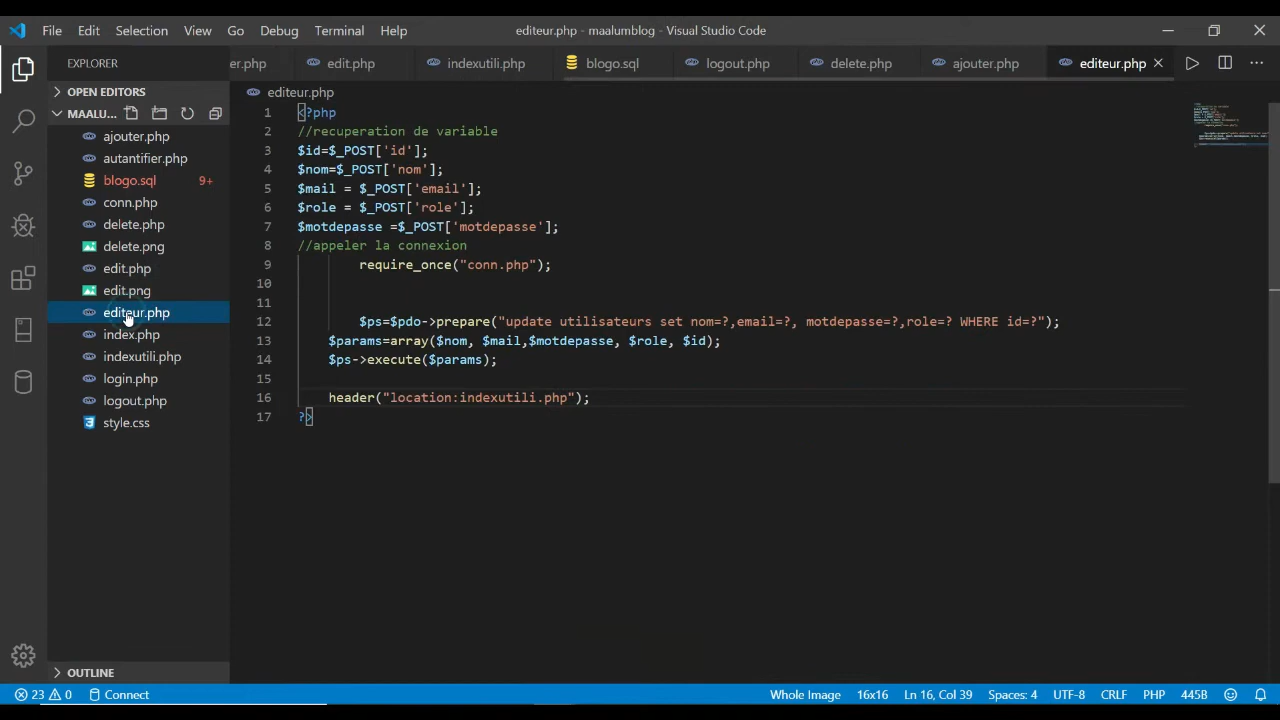 File Edit Selection View Go Debug Terminal Help editeur.php - maalumblog - Visual Studio Code
EXPLORER
er.php edit.php indexutili.php blogo.sql logout.php delete.php ajouter.php editeur.php
OPEN EDITORS
MAALU...
ajouter.php
autantifier.php
blogo.sql 9+
conn.php
delete.php
delete.png
edit.php
edit.png
editeur.php
index.php
indexutili.php
login.php
logout.php
style.css
OUTLINE
editeur.php
1 <?php
2 //recuperation de variable
3 $id=$_POST['id'];
4 $nom=$_POST['nom'];
5 $mail = $_POST['email'];
6 $role = $_POST['role'];
7 $motdepasse =$_POST['motdepasse'];
8 //appeler la connexion
9 require_once("conn.php");
10
11
12 $ps=$pdo->prepare("update utilisateurs set nom=?,email=?, motdepasse=?,role=? WHERE id=?");
13 $params=array($nom, $mail,$motdepasse, $role, $id);
14 $ps->execute($params);
15
16 header("location:indexutili.php");
17 ?>
23 0 Connect Whole Image 16x16 Ln 16, Col 39 Spaces: 4 UTF-8 CRLF PHP 445B